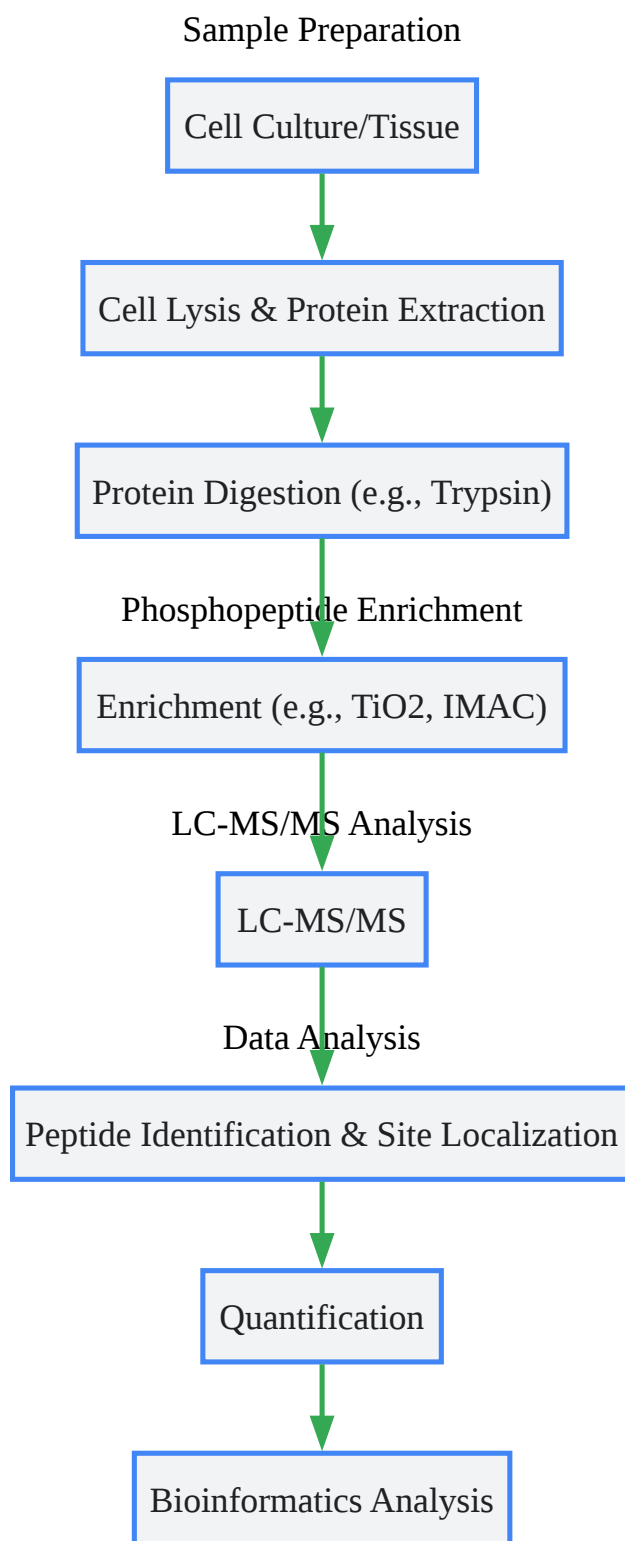 Sample Preparation
Cell Culture/Tissue
Cell Lysis & Protein Extraction
Protein Digestion (e.g., Trypsin)
Phosphopeptide Enrichment
Enrichment (e.g., TiO2, IMAC)
LC-MS/MS Analysis
LC-MS/MS
Data Analysis
Peptide Identification & Site Localization
Quantification
Bioinformatics Analysis